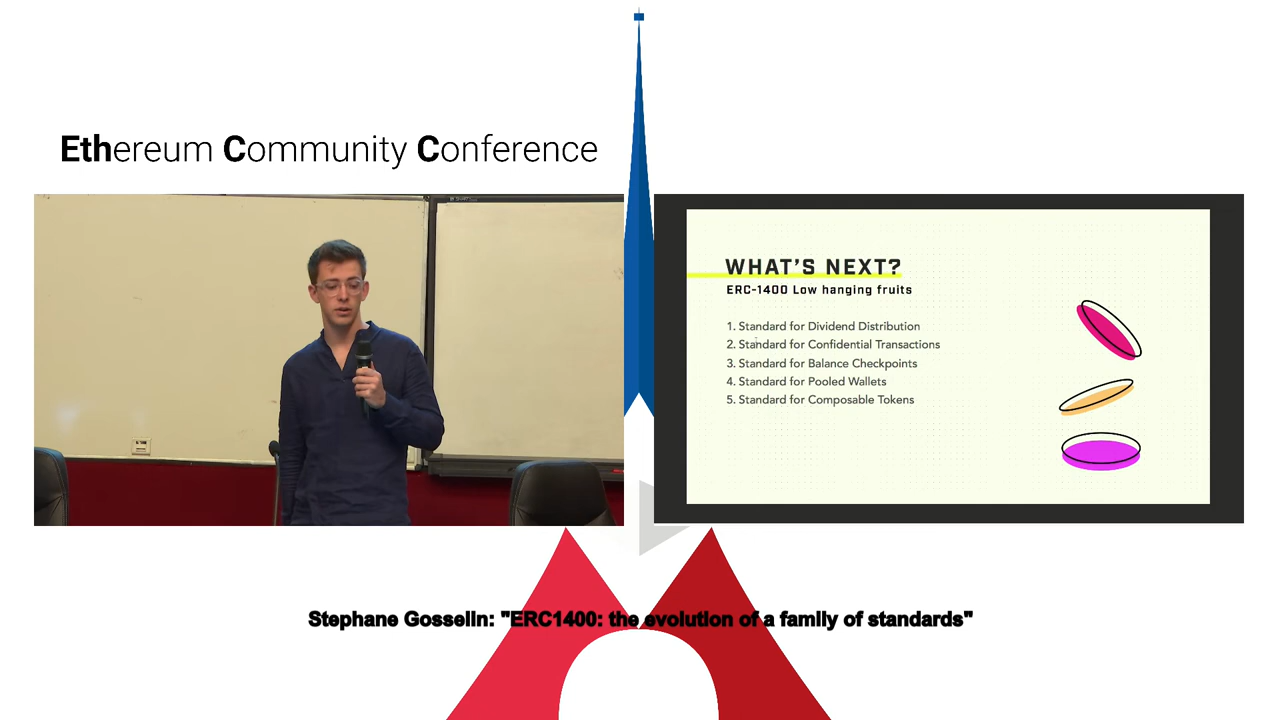 Ethereum Community Conference
WHAT'S NEXT?
ERC-1400 Low hanging fruits
1. Standard for Dividend Distribution
2. Standard for Confidential Transactions
3. Standard for Balance Checkpoints
4. Standard for Pooled Wallets
5. Standard for Composable Tokens
Stephane Gosselin: "ERC1400: the evolution of a family of standards"